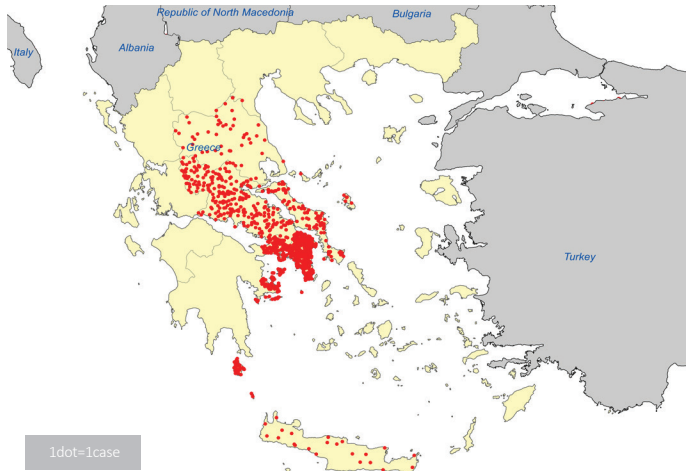 Republic of North Macedonia
Bulgaria
Albania
Italy
Greece
Turkey
1dot=1case